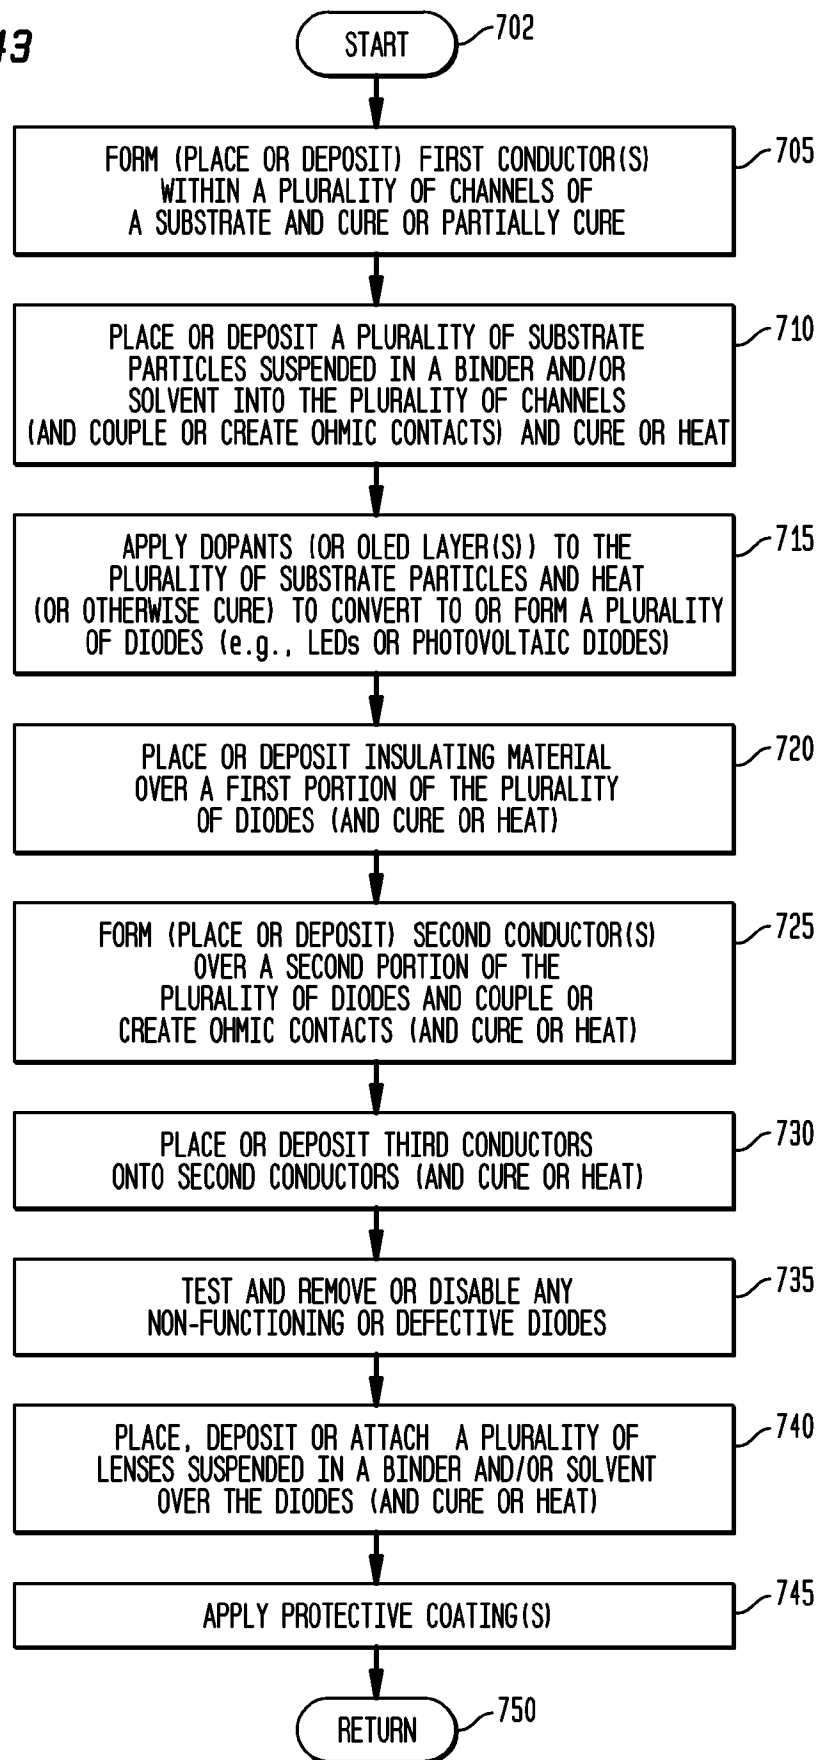 43
START
702
FORM (PLACE OR DEPOSIT) FIRST CONDUCTOR(S)
WITHIN A PLURALITY OF CHANNELS OF
A SUBSTRATE AND CURE OR PARTIALLY CURE
705
PLACE OR DEPOSIT A PLURALITY OF SUBSTRATE
PARTICLES SUSPENDED IN A BINDER AND/OR
SOLVENT INTO THE PLURALITY OF CHANNELS
(AND COUPLE OR CREATE OHMIC CONTACTS) AND CURE OR HEAT
710
APPLY DOPANTS (OR OLED LAYER(S)) TO THE
PLURALITY OF SUBSTRATE PARTICLES AND HEAT
(OR OTHERWISE CURE) TO CONVERT TO OR FORM A PLURALITY
OF DIODES (e.g., LEDs OR PHOTOVOLTAIC DIODES)
715
PLACE OR DEPOSIT INSULATING MATERIAL
OVER A FIRST PORTION OF THE PLURALITY
OF DIODES (AND CURE OR HEAT)
720
FORM (PLACE OR DEPOSIT) SECOND CONDUCTOR(S)
OVER A SECOND PORTION OF THE
PLURALITY OF DIODES AND COUPLE OR
CREATE OHMIC CONTACTS (AND CURE OR HEAT)
725
PLACE OR DEPOSIT THIRD CONDUCTORS
ONTO SECOND CONDUCTORS (AND CURE OR HEAT)
730
TEST AND REMOVE OR DISABLE ANY
NON-FUNCTIONING OR DEFECTIVE DIODES
735
PLACE, DEPOSIT OR ATTACH A PLURALITY OF
LENSES SUSPENDED IN A BINDER AND/OR SOLVENT
OVER THE DIODES (AND CURE OR HEAT)
740
APPLY PROTECTIVE COATING(S)
745
RETURN
750